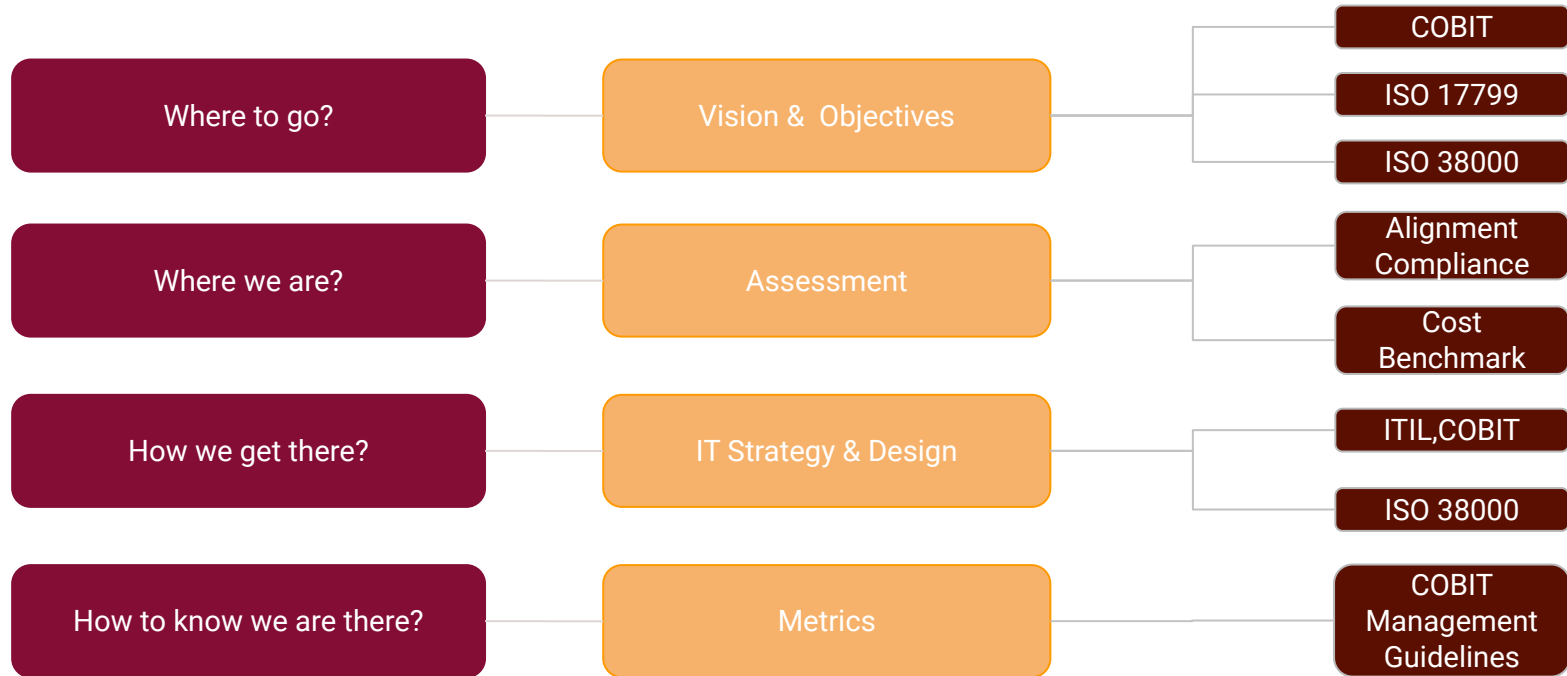 Where to go?
Vision &  Objectives
COBIT
ISO 17799
ISO 38000
Where we are?
Assessment
Alignment
Compliance
Cost
Benchmark
How we get there?
IT Strategy & Design
ITIL,COBIT
ISO 38000
How to know we are there?
Metrics
COBIT
Management
Guidelines